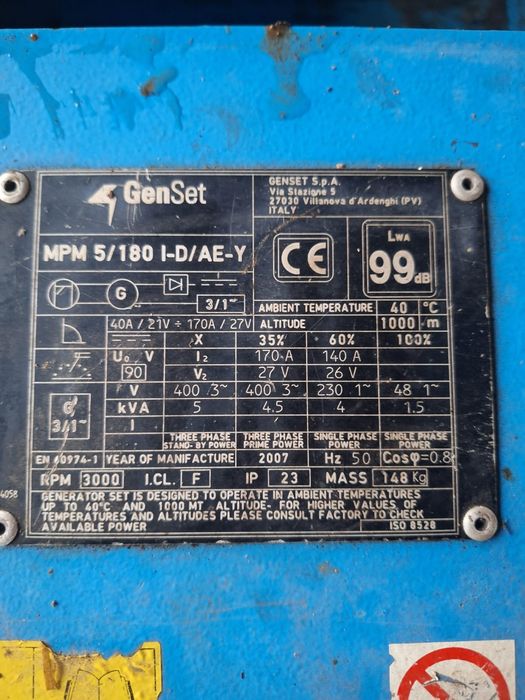 GenSet
GENSET S.p.A.
Via Stazione 5
27030 Villanova d'Ardenghi (PV)
ITALY
MPM 5/180 I-D/AE-Y
CE
LWA
99dB
G
3/1~
AMBIENT TEMPERATURE 40 °C
40A / 21V ÷ 170A / 27V ALTITUDE 1000 m
X 35% 60% 100%
U₀ V I₂ 170 A 140 A
90 V₂ 27 V 26 V
V 400 3~ 400 3~ 230 1~ 48 1~
G kVA 5 4.5 4 1.5
3/1~ I
THREE PHASE STAND-BY POWER
THREE PHASE PRIME POWER
SINGLE PHASE POWER
SINGLE PHASE POWER
EN 60974-1 YEAR OF MANIFACTURE 2007 Hz 50 Cosφ=0.8
RPM 3000 I.CL. F IP 23 MASS 148 Kg
4058
GENERATOR SET IS DESIGNED TO OPERATE IN AMBIENT TEMPERATURES
UP TO 40°C AND 1000 MT ALTITUDE- FOR HIGHER VALUES OF
TEMPERATURES AND ALTITUDES PLEASE CONSULT FACTORY TO CHECK
AVAILABLE POWER
ISO 8528